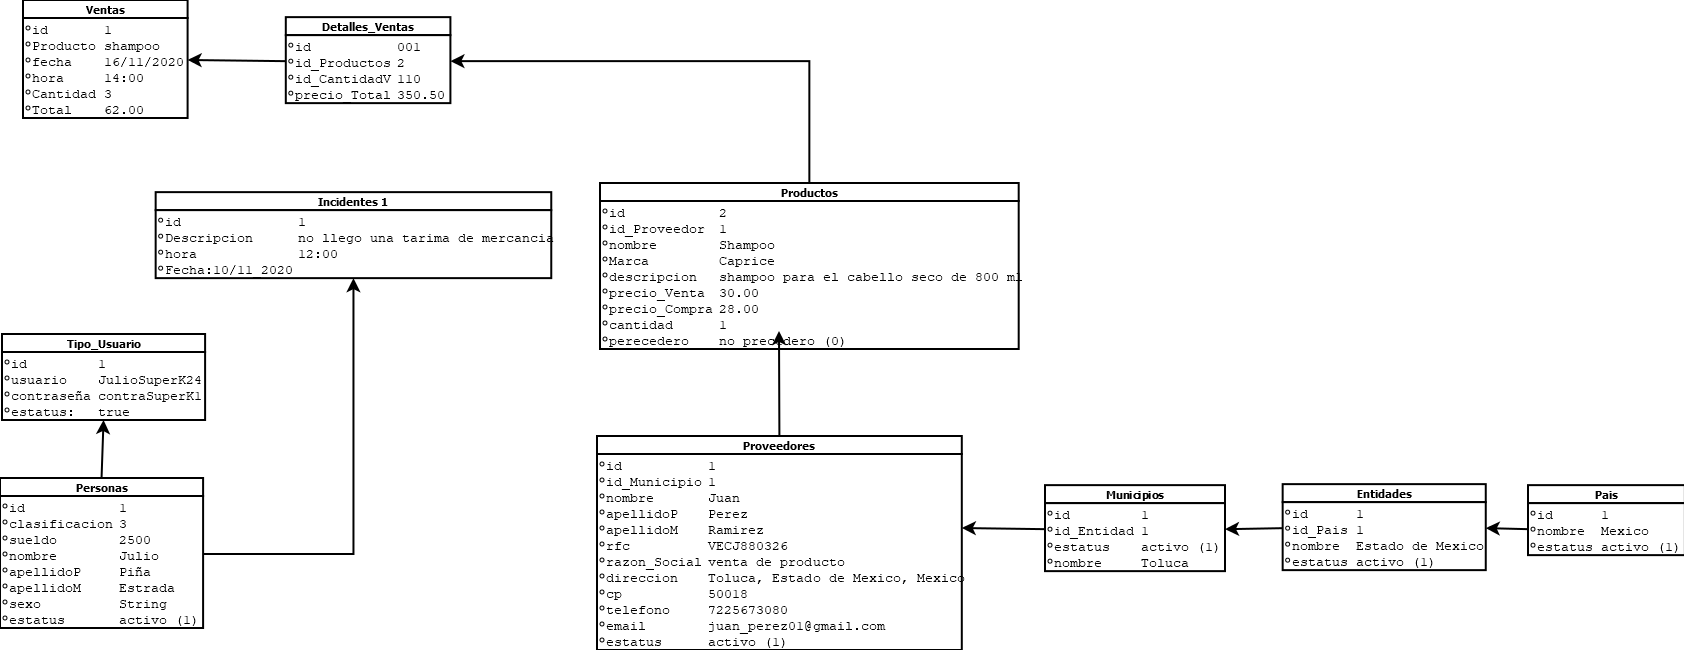 Ventas
id 1
Producto shampoo
fecha 16/11/2020
hora 14:00
Cantidad 3
Total 62.00
Detalles_Ventas
id 001
id_Productos 2
id_CantidadV 110
precio_Total 350.50
Incidentes 1
id 1
Descripcion no llego una tarima de mercancia
hora 12:00
Fecha:10/11 2020
Productos
id 2
id_Proveedor 1
nombre Shampoo
Marca Caprice
descripcion shampoo para el cabello seco de 800 ml
precio_Venta 30.00
precio_Compra 28.00
cantidad 1
perecedero no precedero (0)
Tipo_Usuario
id 1
usuario JulioSuperK24
contraseña contraSuperK1
estatus: true
Personas
id 1
clasificacion 3
sueldo 2500
nombre Julio
apellidoP Piña
apellidoM Estrada
sexo String
estatus activo (1)
Proveedores
id 1
id_Municipio 1
nombre Juan
apellidoP Perez
apellidoM Ramirez
rfc VECJ880326
razon_Social venta de producto
direccion Toluca, Estado de Mexico, Mexico
cp 50018
telefono 7225673080
email juan_perez01@gmail.com
estatus activo (1)
Municipios
id 1
id_Entidad 1
estatus activo (1)
nombre Toluca
Entidades
id 1
id_Pais 1
nombre Estado de Mexico
estatus activo (1)
Pais
id 1
nombre Mexico
estatus activo (1)